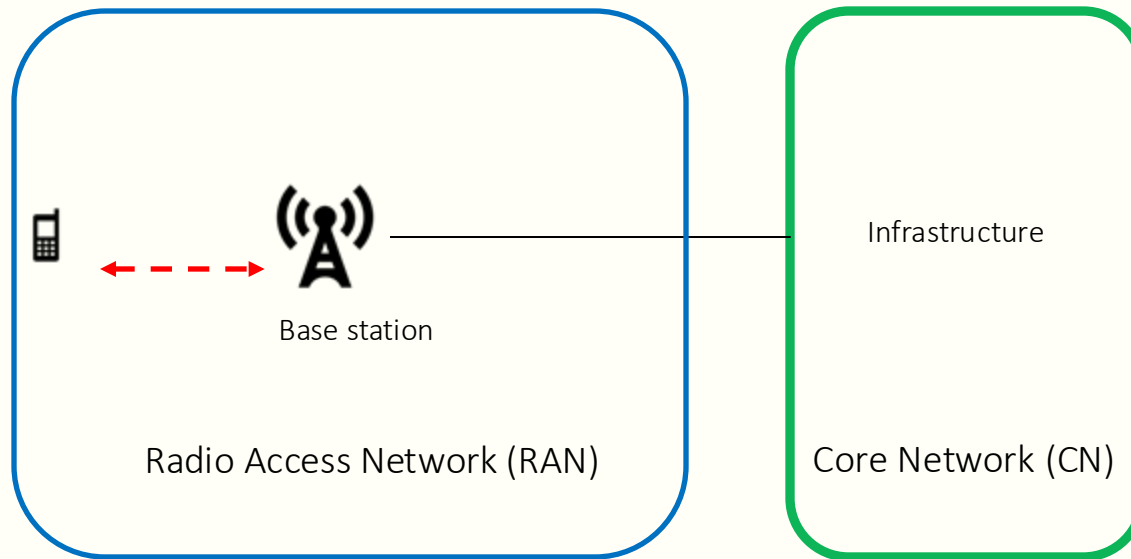 Infrastructure
Base station
Radio Access Network (RAN)
Core Network (CN)